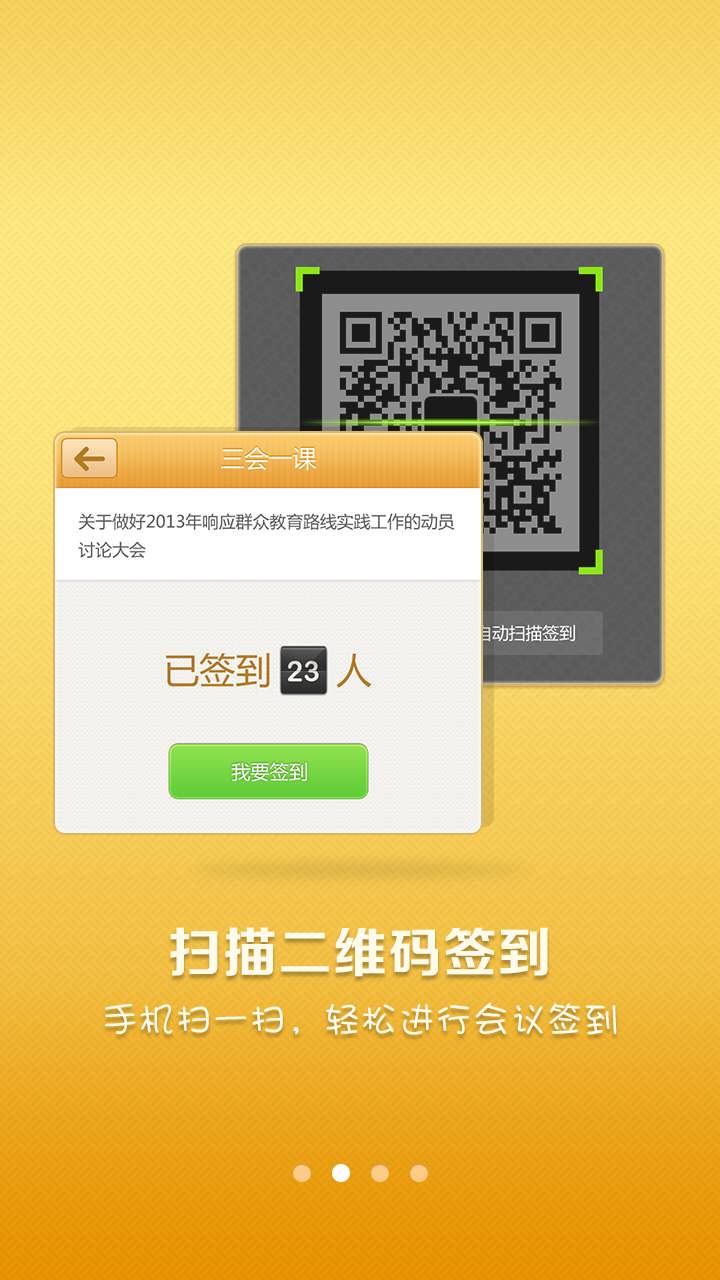 三会一课
关于做好2013年响应群众教育路线实践工作的动员
讨论大会
自动扫描签到
已签到 23 人
我要签到
扫描二维码签到
手机扫一扫，轻松进行会议签到